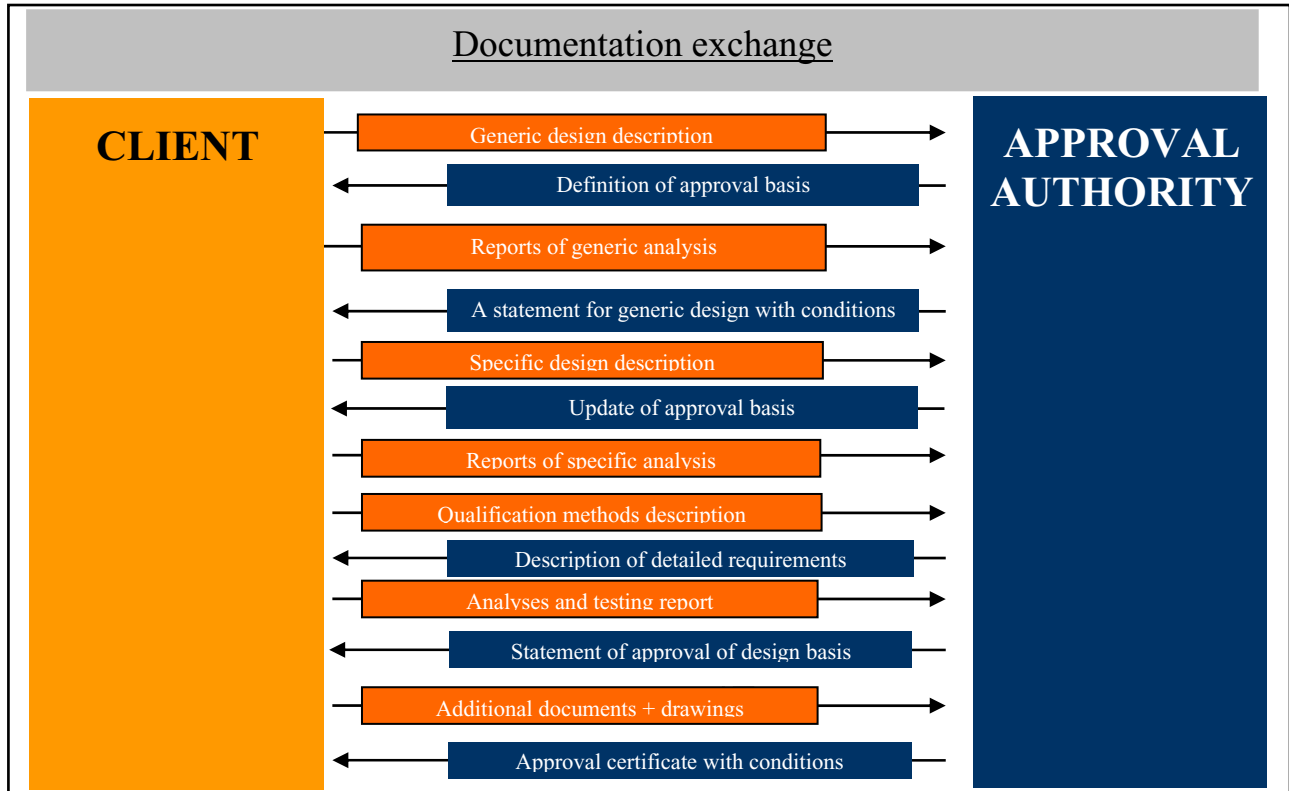 Documentation exchange
CLIENT
APPROVAL
AUTHORITY
Generic design description
Definition of approval basis
Reports of generic analysis
A statement for generic design with conditions
Specific design description
Update of approval basis
Reports of specific analysis
Qualification methods description
Description of detailed requirements
Analyses and testing report
Statement of approval of design basis
Additional documents + drawings
Approval certificate with conditions